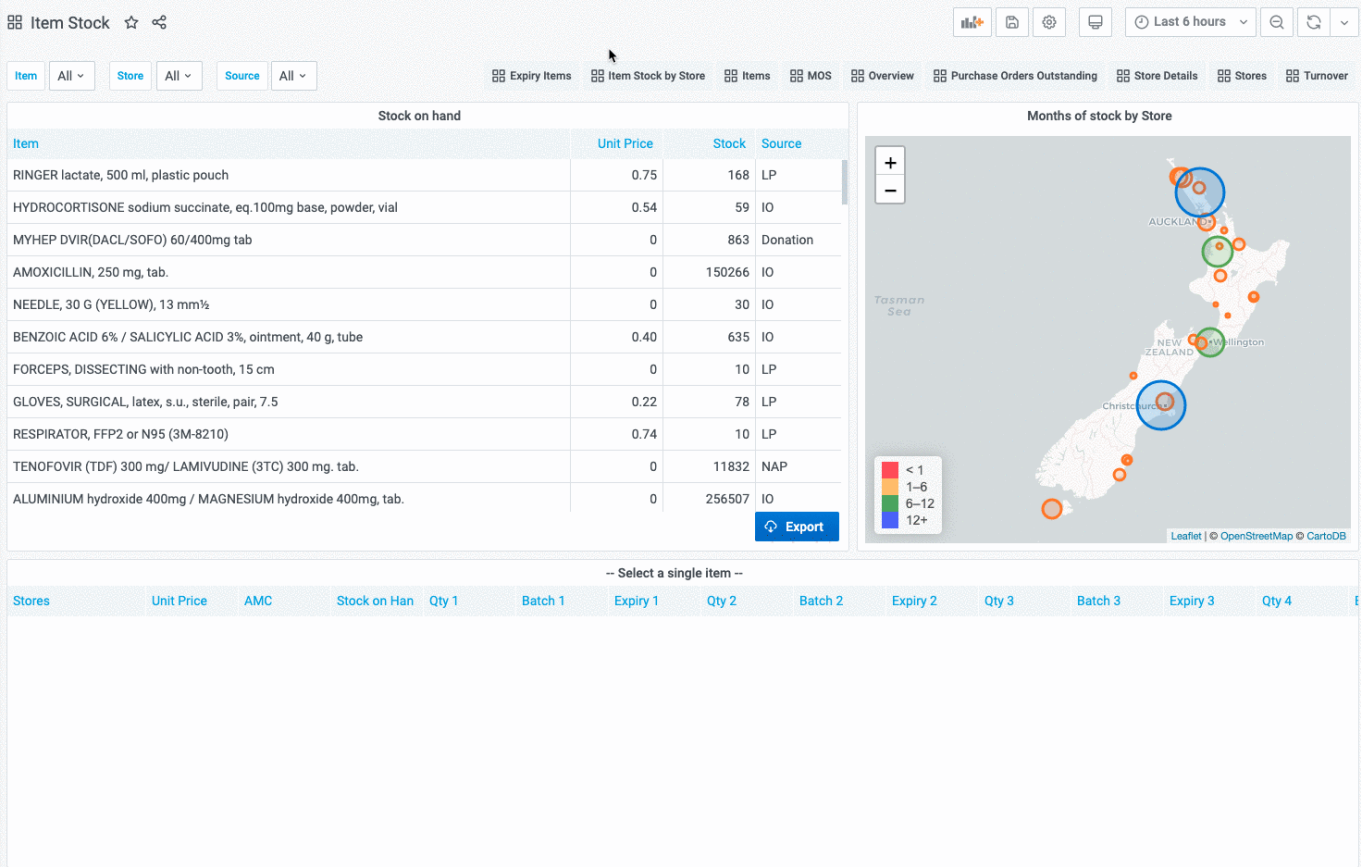 Item Stock
Last 6 hours
Item All Store All Source All
Expiry Items Item Stock by Store Items MOS Overview Purchase Orders Outstanding Store Details Stores Turnover
Stock on hand
Item Unit Price Stock Source
RINGER lactate, 500 ml, plastic pouch 0.75 168 LP
HYDROCORTISONE sodium succinate, eq.100mg base, powder, vial 0.54 59 IO
MYHEP DVIR(DACL/SOFO) 60/400mg tab 0 863 Donation
AMOXICILLIN, 250 mg, tab. 0 150266 IO
NEEDLE, 30 G (YELLOW), 13 mm½ 0 30 IO
BENZOIC ACID 6% / SALICYLIC ACID 3%, ointment, 40 g, tube 0.40 635 IO
FORCEPS, DISSECTING with non-tooth, 15 cm 0 10 LP
GLOVES, SURGICAL, latex, s.u., sterile, pair, 7.5 0.22 78 LP
RESPIRATOR, FFP2 or N95 (3M-8210) 0.74 10 LP
TENOFOVIR (TDF) 300 mg/ LAMIVUDINE (3TC) 300 mg. tab. 0 11832 NAP
ALUMINIUM hydroxide 400mg / MAGNESIUM hydroxide 400mg, tab. 0 256507 IO
Export
Months of stock by Store
+
−
AUCKLAND
Tasman
Sea
NEW
ZEALAND
Wellington
Christchurch
< 1
1–6
6–12
12+
Leaflet | © OpenStreetMap © CartoDB
-- Select a single item --
Stores Unit Price AMC Stock on Han Qty 1 Batch 1 Expiry 1 Qty 2 Batch 2 Expiry 2 Qty 3 Batch 3 Expiry 3 Qty 4